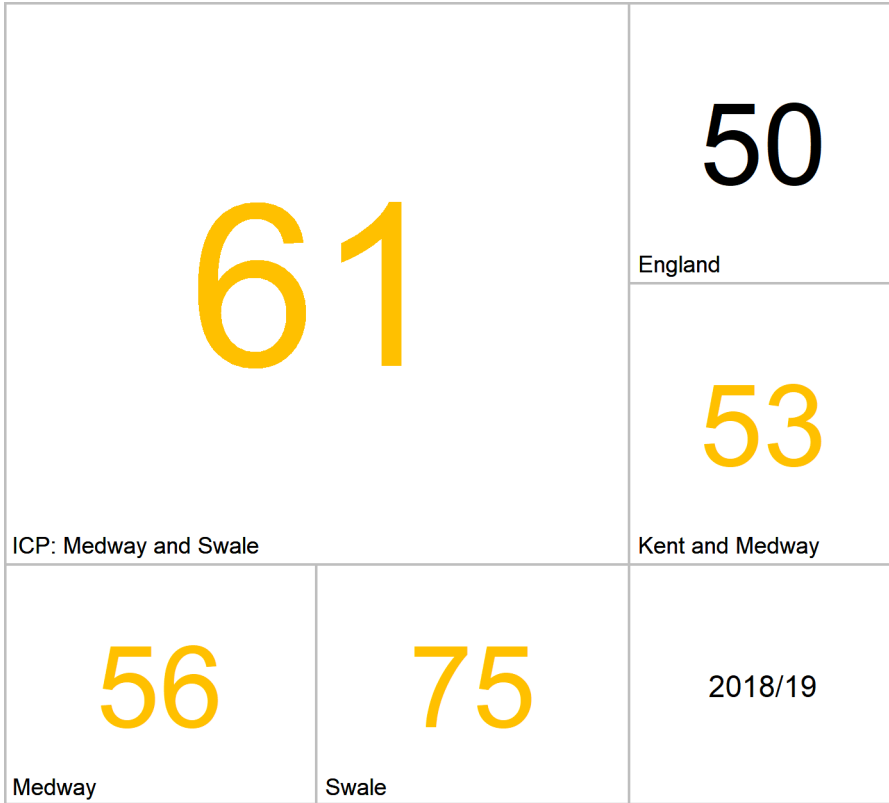 61
ICP: Medway and Swale
50
England
53
Kent and Medway
56
Medway
75
Swale
2018/19